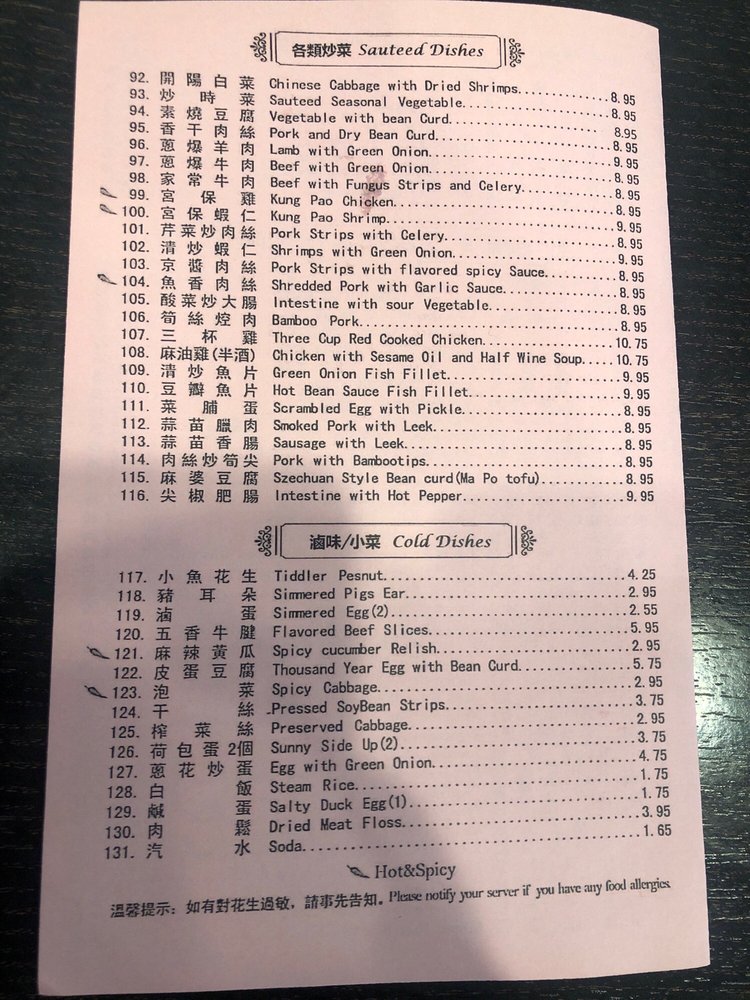 各類炒菜 Sauteed Dishes
92. 開陽白菜 Chinese Cabbage with Dried Shrimps........8.95
93. 炒時菜 Sauteed Seasonal Vegetable........8.95
94. 素燒豆腐 Vegetable with bean Curd........8.95
95. 香干肉絲 Pork and Dry Bean Curd........8.95
96. 蔥爆羊肉 Lamb with Green Onion........9.95
97. 蔥爆牛肉 Beef with Green Onion........8.95
98. 家常牛肉 Beef with Fungus Strips and Celery........8.95
99. 宮保雞 Kung Pao Chicken........8.95
100. 宮保蝦仁 Kung Pao Shrimp........9.95
101. 芹菜炒肉絲 Pork Strips with Celery........8.95
102. 清炒蝦仁 Shrimps with Green Onion........9.95
103. 京醬肉絲 Pork Strips with flavored spicy Sauce........8.95
104. 魚香肉絲 Shredded Pork with Garlic Sauce........8.95
105. 酸菜炒大腸 Intestine with sour Vegetable........8.95
106. 筍絲焢肉 Bamboo Pork........8.95
107. 三杯雞 Three Cup Red Cooked Chicken........10.75
108. 麻油雞(半酒) Chicken with Sesame Oil and Half Wine Soup.....10.75
109. 清炒魚片 Green Onion Fish Fillet........9.95
110. 豆瓣魚片 Hot Bean Sauce Fish Fillet........9.95
111. 菜脯蛋 Scrambled Egg with Pickle........8.95
112. 蒜苗臘肉 Smoked Pork with Leek........8.95
113. 蒜苗香腸 Sausage with Leek........8.95
114. 肉絲炒筍尖 Pork with Bambootips........8.95
115. 麻婆豆腐 Szechuan Style Bean curd(Ma Po tofu)........8.95
116. 尖椒肥腸 Intestine with Hot Pepper........9.95
滷味/小菜 Cold Dishes
117. 小魚花生 Tiddler Pesnut........4.25
118. 豬耳朵 Simmered Pigs Ear........2.95
119. 滷蛋 Simmered Egg(2)........2.55
120. 五香牛腱 Flavored Beef Slices........5.95
121. 麻辣黃瓜 Spicy cucumber Relish........2.95
122. 皮蛋豆腐 Thousand Year Egg with Bean Curd........5.75
123. 泡菜 Spicy Cabbage........2.95
124. 干絲 Pressed SoyBean Strips........3.75
125. 榨菜絲 Preserved Cabbage........2.95
126. 荷包蛋2個 Sunny Side Up(2)........3.75
127. 蔥花炒蛋 Egg with Green Onion........4.75
128. 白飯 Steam Rice........1.75
129. 鹹蛋 Salty Duck Egg(1)........1.75
130. 肉鬆 Dried Meat Floss........3.95
131. 汽水 Soda........1.65
Hot&Spicy
溫馨提示: 如有對花生過敏, 請事先告知。Please notify your server if you have any food allergies.